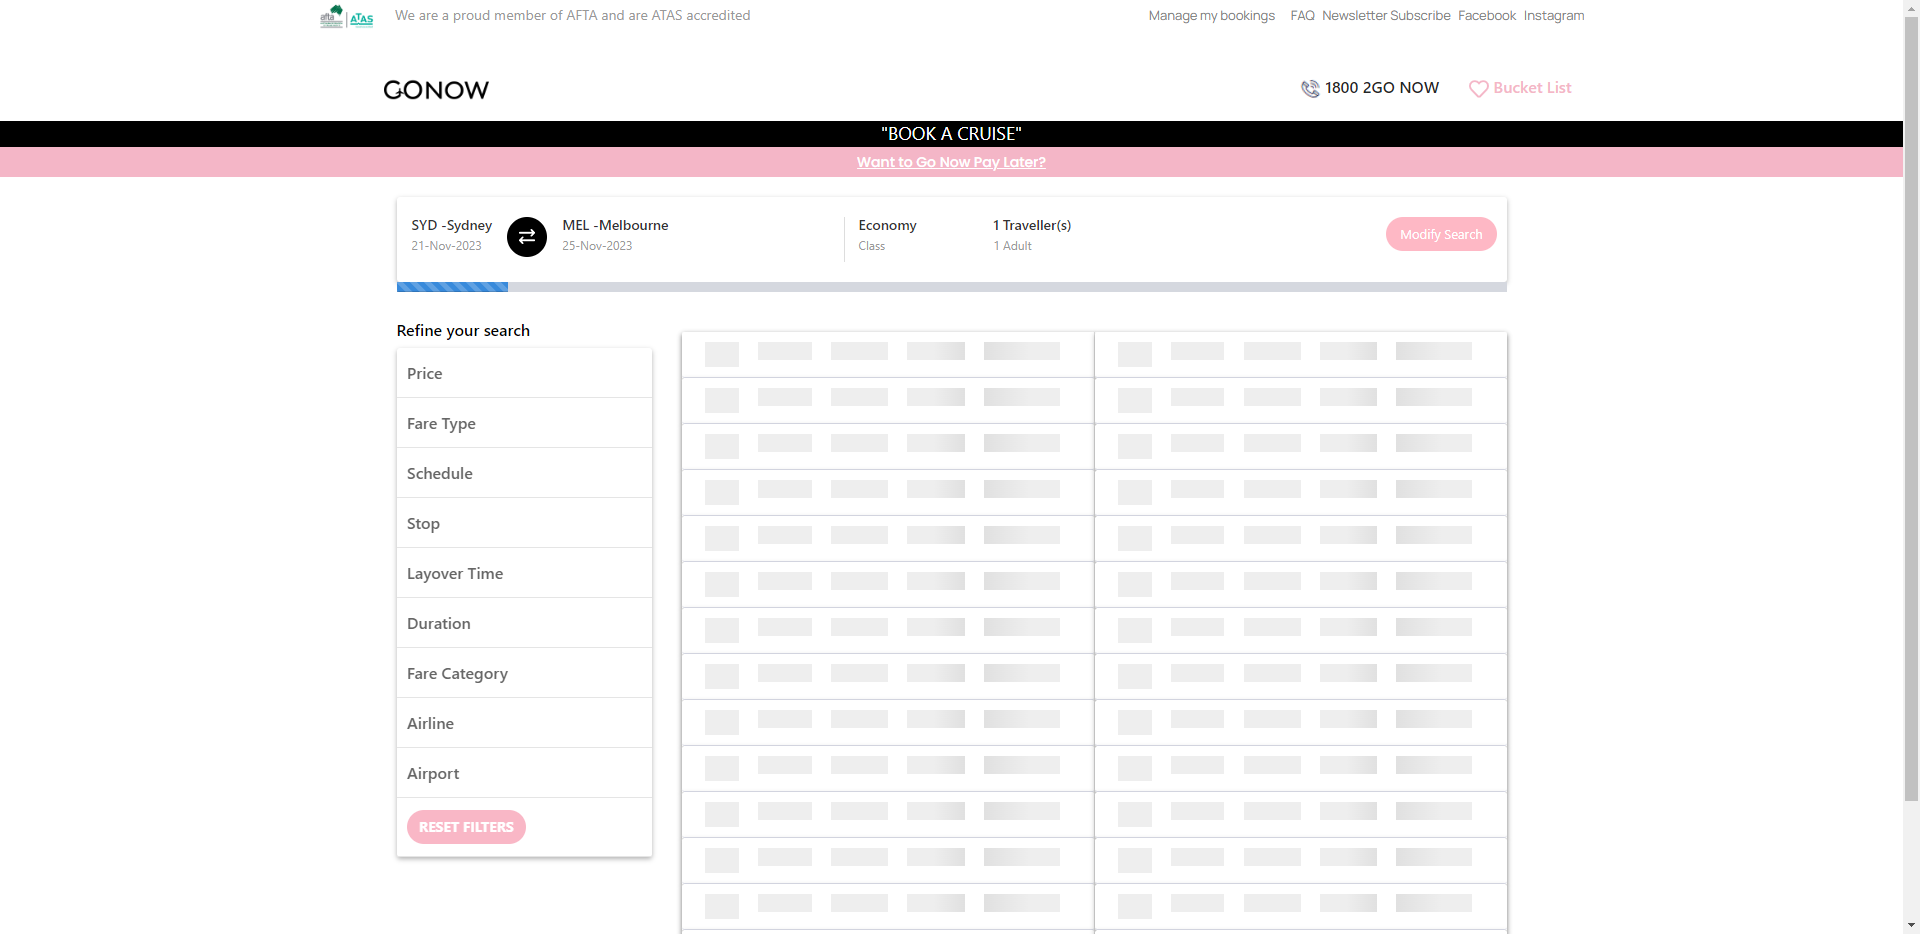 afta ATAS We are a proud member of AFTA and are ATAS accredited Manage my bookings FAQ Newsletter Subscribe Facebook Instagram
GONOW 1800 2GO NOW Bucket List
"BOOK A CRUISE"
Want to Go Now Pay Later?
SYD -Sydney MEL -Melbourne Economy 1 Traveller(s) Modify Search
21-Nov-2023 25-Nov-2023 Class 1 Adult
Refine your search
Price
Fare Type
Schedule
Stop
Layover Time
Duration
Fare Category
Airline
Airport
RESET FILTERS